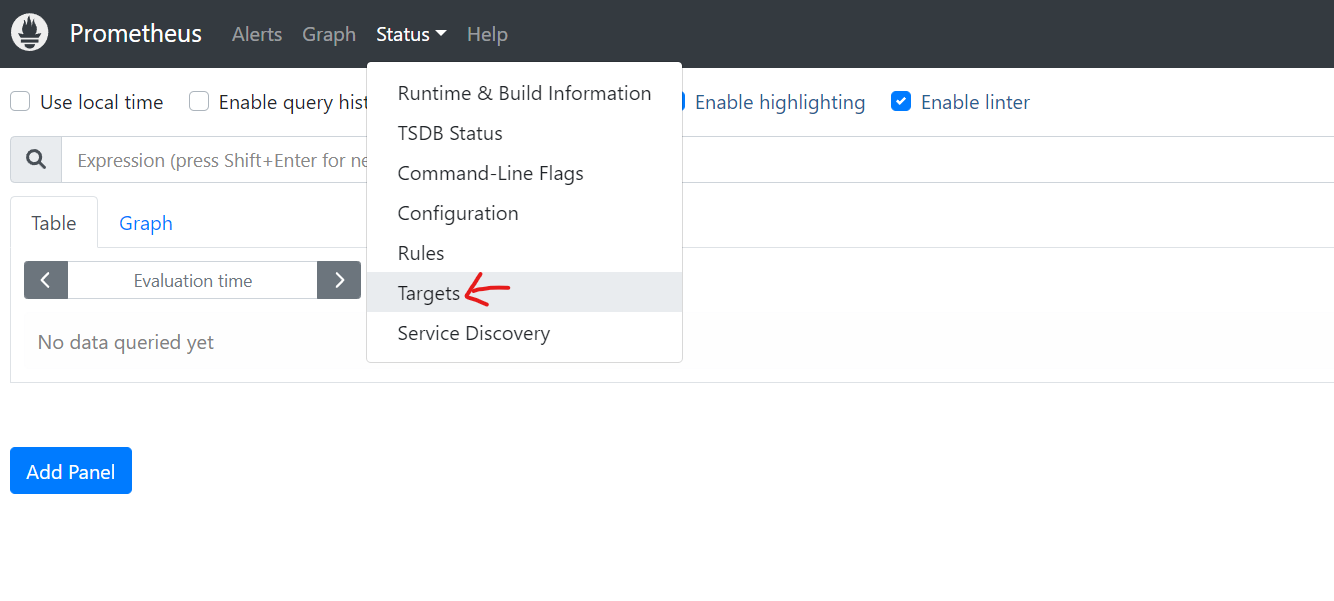 Prometheus Alerts Graph Status Help
Use local time Enable query hist Enable highlighting Enable linter
Expression (press Shift+Enter for ne
Runtime & Build Information
TSDB Status
Command-Line Flags
Configuration
Rules
Targets
Service Discovery
Table Graph
Evaluation time
No data queried yet
Add Panel